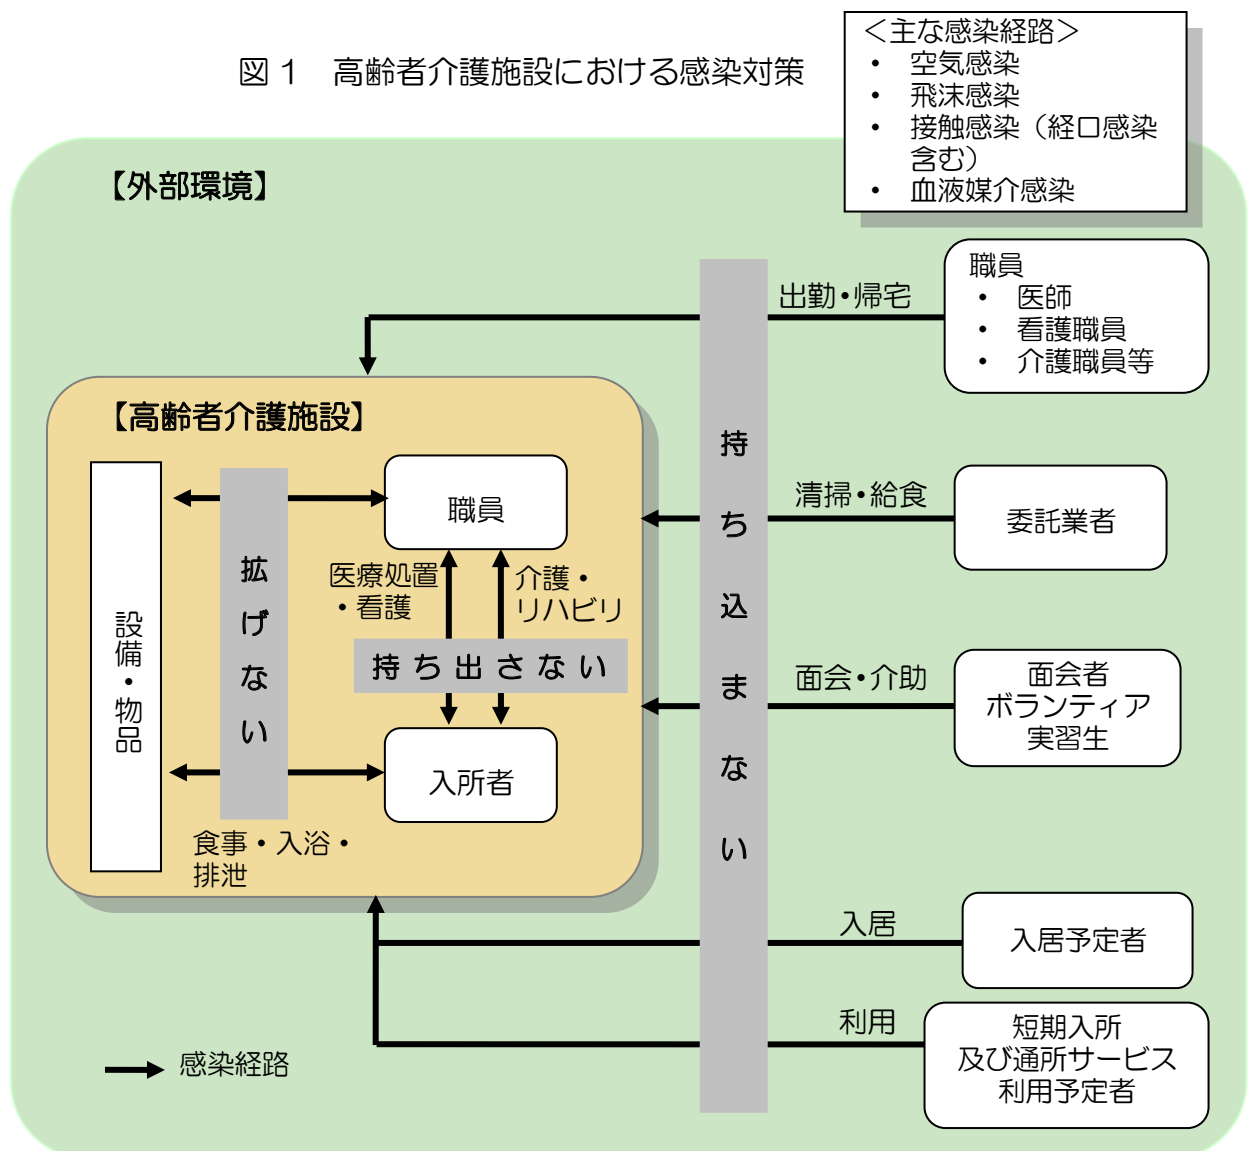 図1　高齢者介護施設における感染対策
＜主な感染経路＞
・ 空気感染
・ 飛沫感染
・ 接触感染（経口感染
含む）
・ 血液媒介感染
【外部環境】
出勤・帰宅
職員
・ 医師
・ 看護職員
・ 介護職員等
【高齢者介護施設】
設備・物品
拡げない
職員
医療処置
・看護
介護・
リハビリ
持ち出さない
入所者
食事・入浴・
排泄
持ち込まない
清掃・給食
委託業者
面会・介助
面会者
ボランティア
実習生
入居
入居予定者
利用
短期入所
及び通所サービス
利用予定者
感染経路